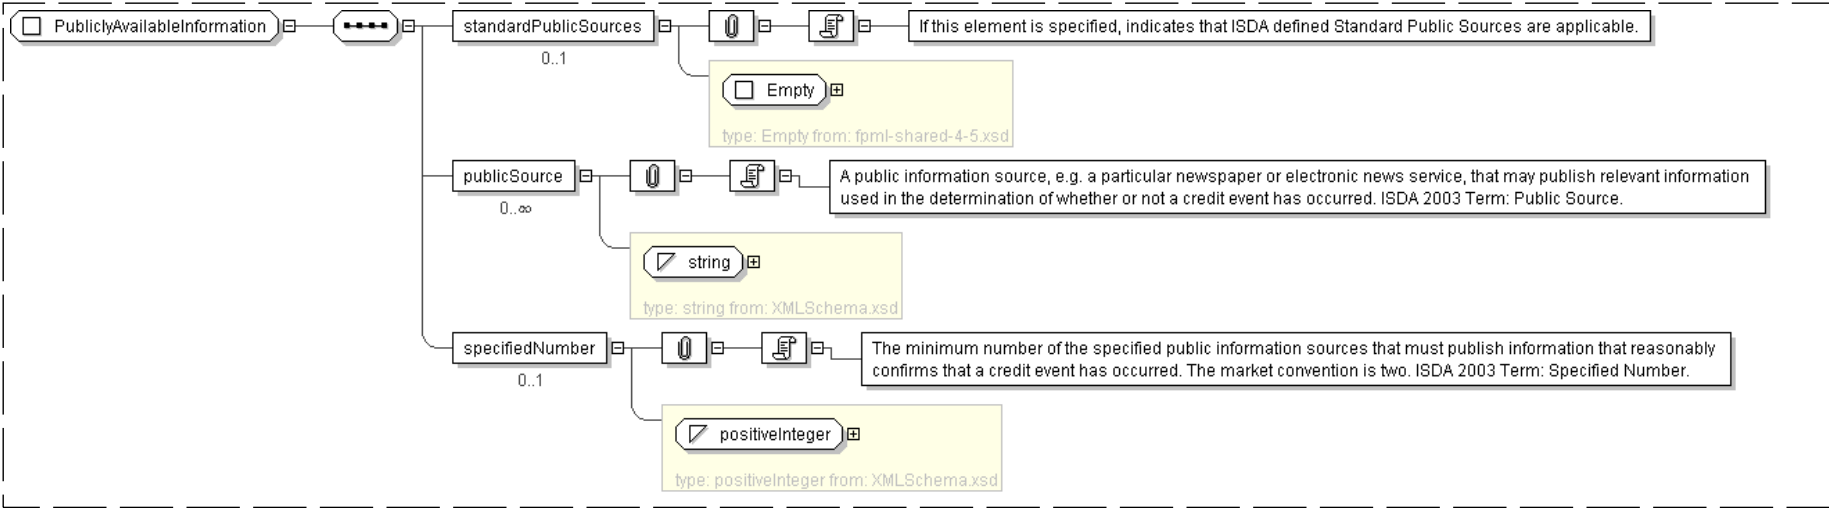 PubliclyAvailableInformation
standardPublicSources
If this element is specified, indicates that ISDA defined Standard Public Sources are applicable.
0..1
Empty
type: Empty from: fpml-shared-4-5.xsd
publicSource
A public information source, e.g. a particular newspaper or electronic news service, that may publish relevant information
used in the determination of whether or not a credit event has occurred. ISDA 2003 Term: Public Source.
0..∞
string
type: string from: XMLSchema.xsd
specifiedNumber
The minimum number of the specified public information sources that must publish information that reasonably
confirms that a credit event has occurred. The market convention is two. ISDA 2003 Term: Specified Number.
0..1
positiveInteger
type: positiveInteger from: XMLSchema.xsd